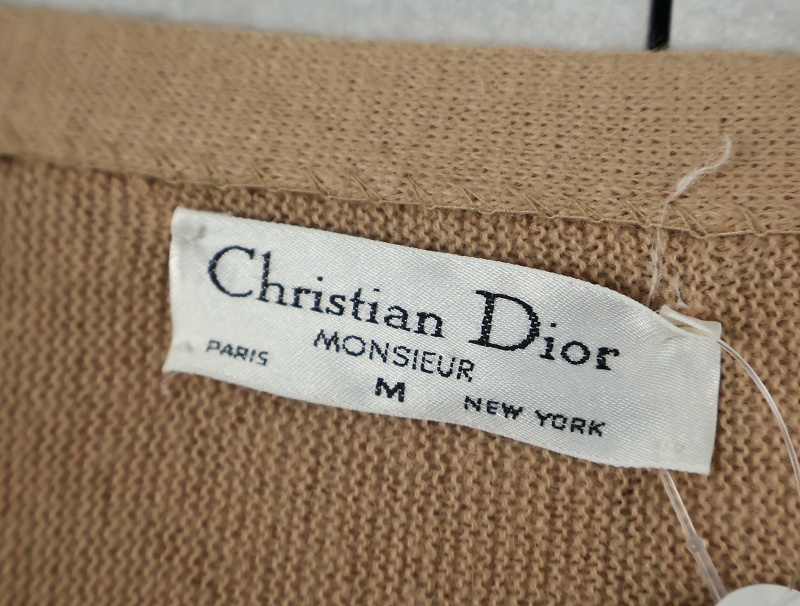 Christian Dior
MONSIEUR
PARIS M NEW YORK